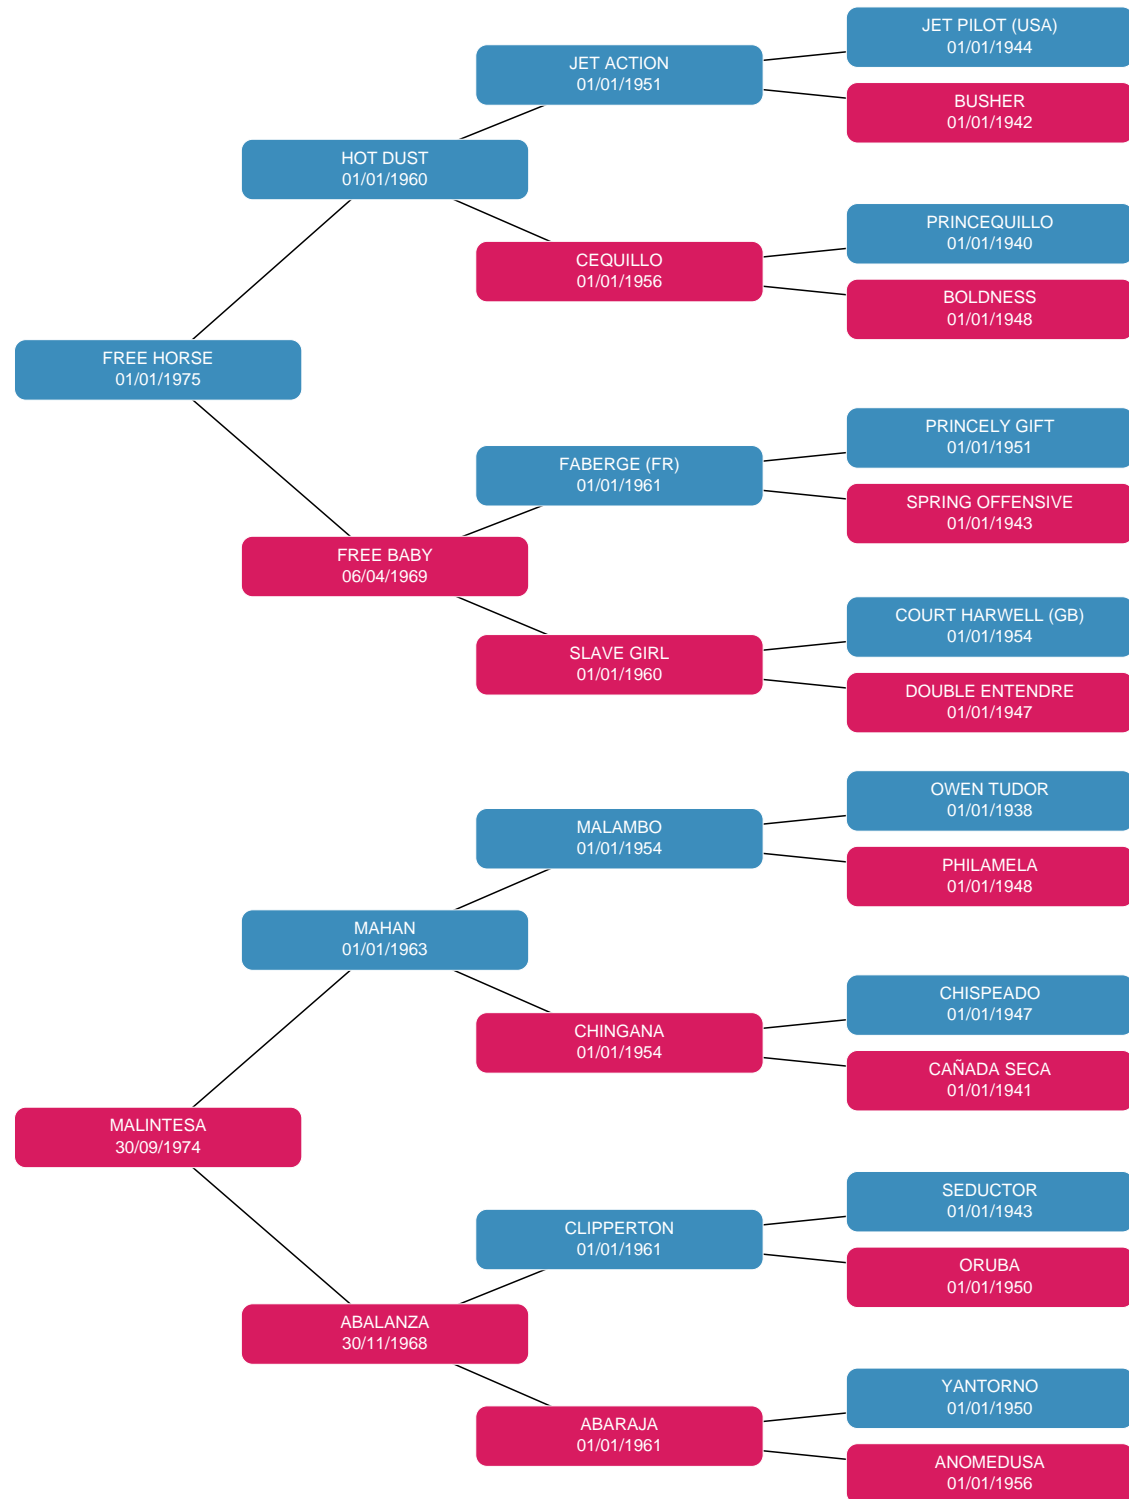 JET PILOT (USA)
01/01/1944
JET ACTION
01/01/1951
BUSHER
01/01/1942
HOT DUST
01/01/1960
PRINCEQUILLO
01/01/1940
CEQUILLO
01/01/1956
BOLDNESS
01/01/1948
FREE HORSE
01/01/1975
PRINCELY GIFT
01/01/1951
FABERGE (FR)
01/01/1961
SPRING OFFENSIVE
01/01/1943
FREE BABY
06/04/1969
COURT HARWELL (GB)
01/01/1954
SLAVE GIRL
01/01/1960
DOUBLE ENTENDRE
01/01/1947
OWEN TUDOR
01/01/1938
MALAMBO
01/01/1954
PHILAMELA
01/01/1948
MAHAN
01/01/1963
CHISPEADO
01/01/1947
CHINGANA
01/01/1954
CAÑADA SECA
01/01/1941
MALINTESA
30/09/1974
SEDUCTOR
01/01/1943
CLIPPERTON
01/01/1961
ORUBA
01/01/1950
ABALANZA
30/11/1968
YANTORNO
01/01/1950
ABARAJA
01/01/1961
ANOMEDUSA
01/01/1956